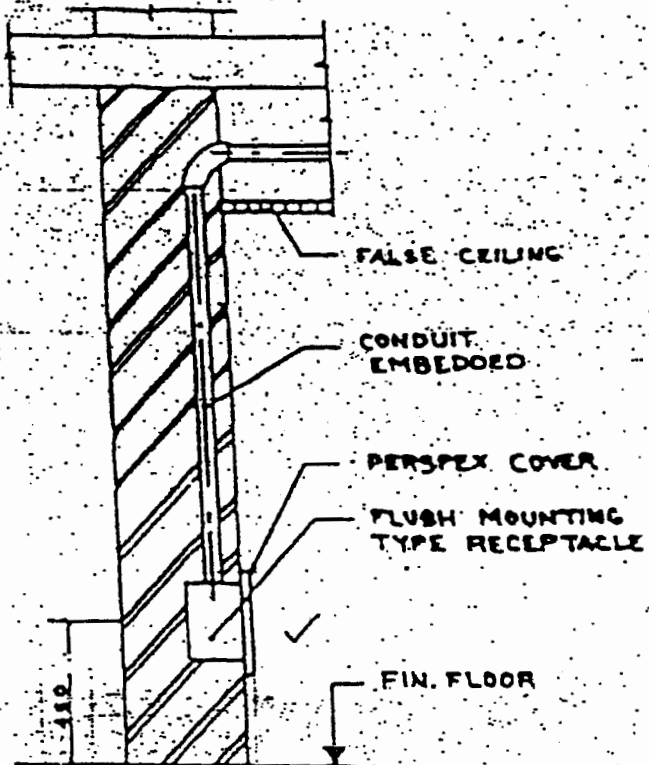 FALSE CEILING
CONDUIT
EMBEDDED
PERSPEX COVER
FLUSH MOUNTING
TYPE RECEPTACLE
FIN. FLOOR